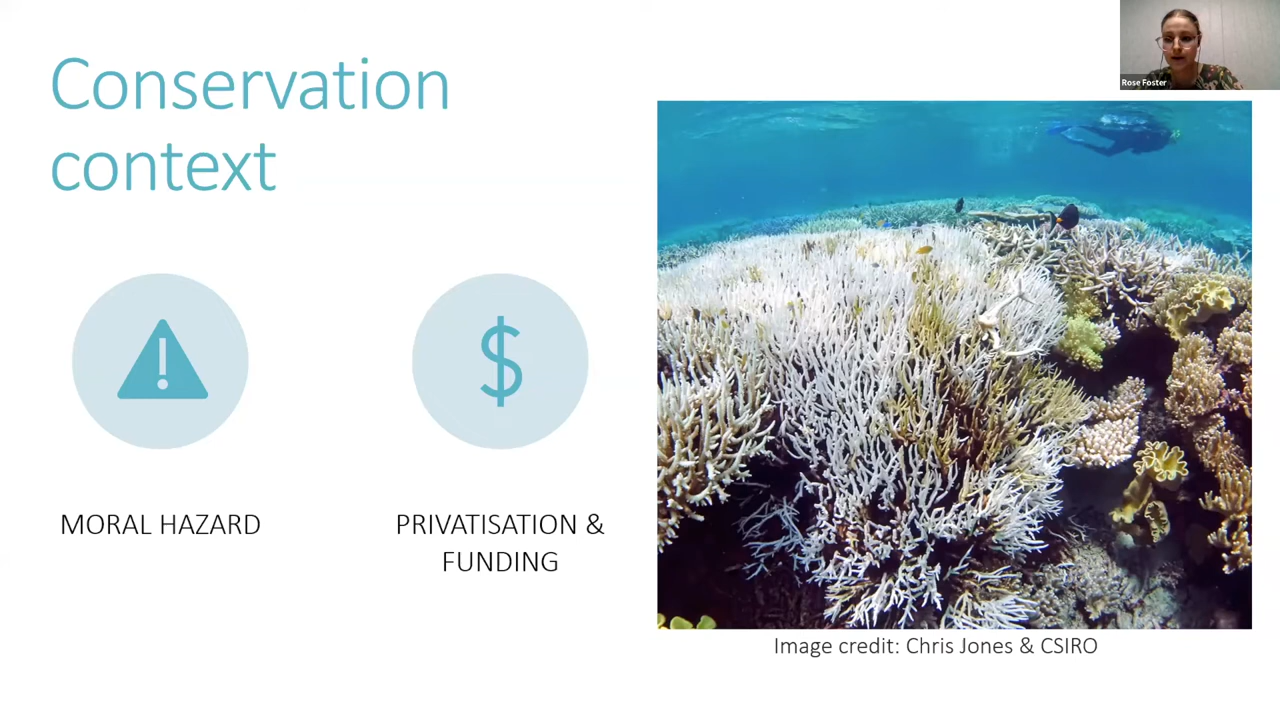 Conservation
context
Rose Foster
MORAL HAZARD
PRIVATISATION &
FUNDING
Image credit: Chris Jones & CSIRO